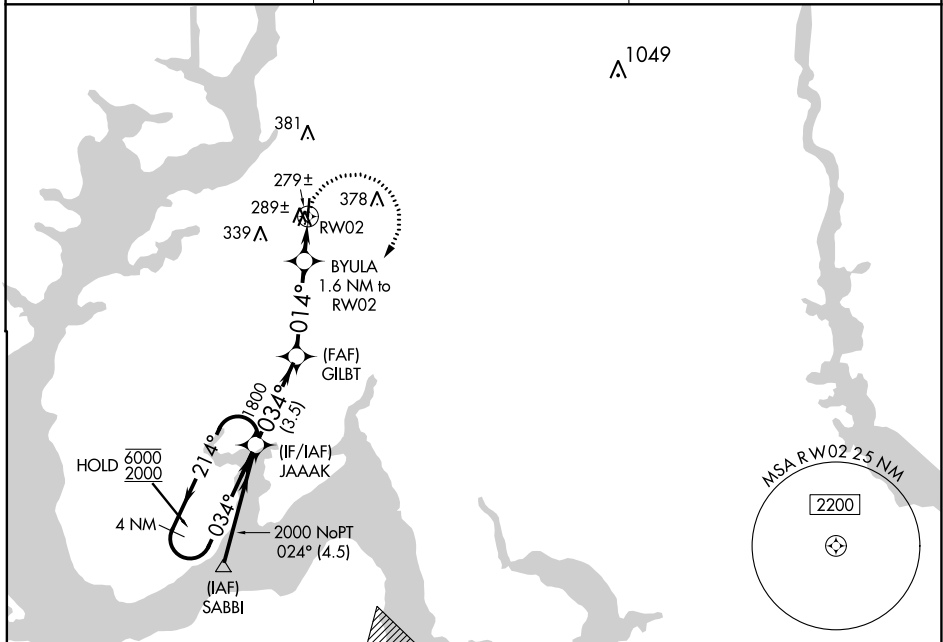 1049
381
279±
289±
378
339
RW02
BYULA
1.6 NM to
RW02
014°
(FAF)
GILBT
1800
034°
(3.5)
(IF/IAF)
JAAAK
HOLD 6000
2000
214°
034°
4 NM
2000 NoPT
024° (4.5)
(IAF)
SABBI
MSA RW02 25 NM
2200